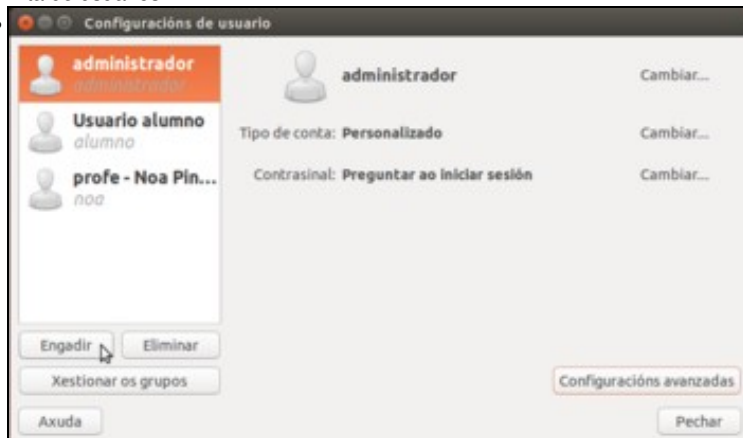 Configuracións de usuario
administrador
administrador
Usuario alumno
alumno
profe - Noa Pin...
noa
administrador Cambiar...
Tipo de conta: Personalizado Cambiar...
Contrasinal: Preguntar ao iniciar sesión Cambiar...
Engadir Eliminar
Xestionar os grupos
Configuracións avanzadas
Axuda
Pechar